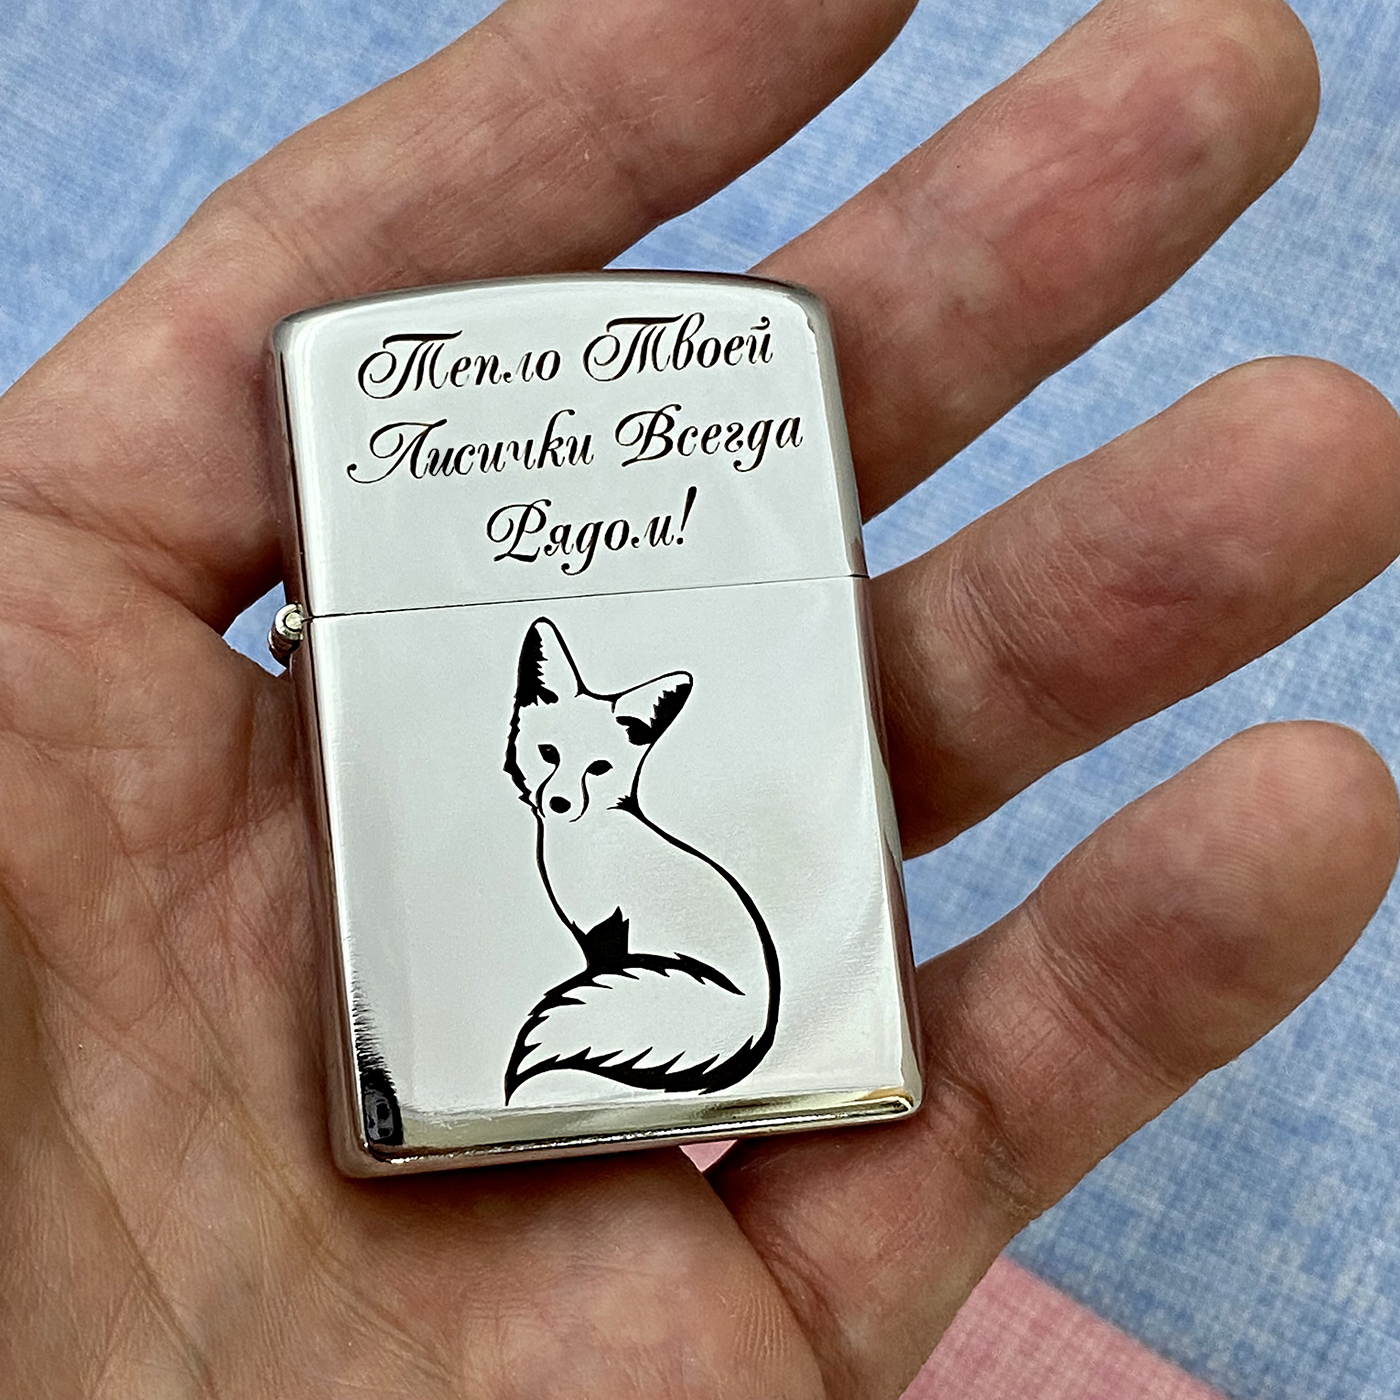 Тепло Твоей
Лисички Всегда
Рядом!